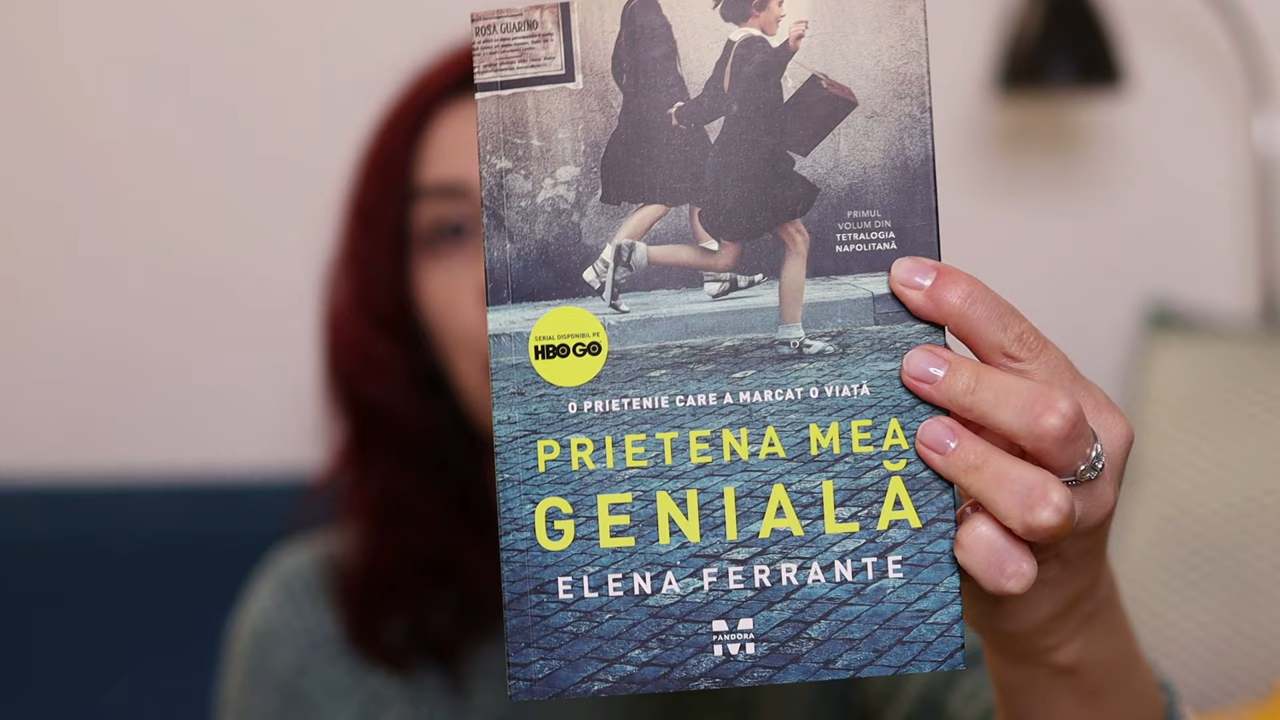 ROSA GUARINO
PRIMUL
VOLUM DIN
TETRALOGIA
NAPOLITANĂ
SERIAL DISPONIBIL PE
HBO GO
O PRIETENIE CARE A MARCAT O VIAȚĂ
PRIETENA MEA
GENIALĂ
ELENA FERRANTE
PANDORA
M